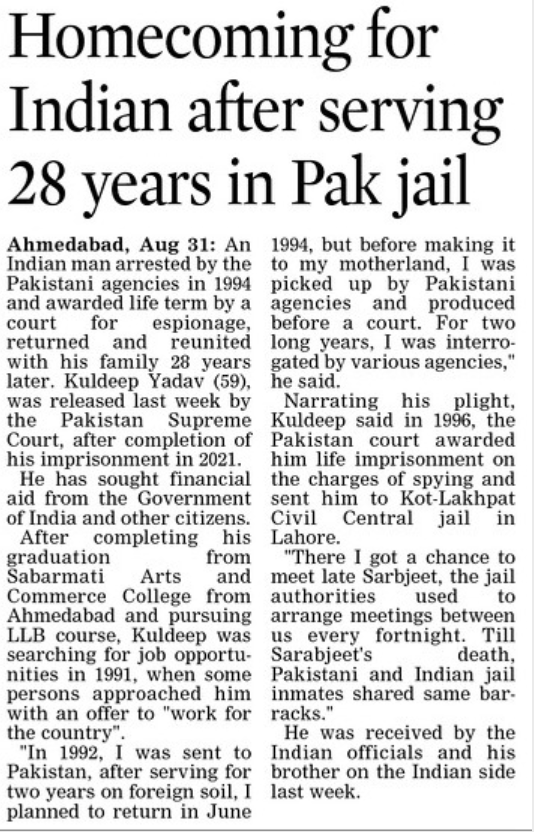 Homecoming for
Indian after serving
28 years in Pak jail
Ahmedabad, Aug 31: An
Indian man arrested by the
Pakistani agencies in 1994
and awarded life term by a
court for espionage,
returned and reunited
with his family 28 years
later. Kuldeep Yadav (59),
was released last week by
the Pakistan Supreme
Court, after completion of
his imprisonment in 2021.
He has sought financial
aid from the Government
of India and other citizens.
After completing his
graduation from
Sabarmati Arts and
Commerce College from
Ahmedabad and pursuing
LLB course, Kuldeep was
searching for job opportu-
nities in 1991, when some
persons approached him
with an offer to "work for
the country".
"In 1992, I was sent to
Pakistan, after serving for
two years on foreign soil, I
planned to return in June
1994, but before making it
to my motherland, I was
picked up by Pakistani
agencies and produced
before a court. For two
long years, I was interro-
gated by various agencies,"
he said.
Narrating his plight,
Kuldeep said in 1996, the
Pakistan court awarded
him life imprisonment on
the charges of spying and
sent him to Kot-Lakhpat
Civil Central jail in
Lahore.
"There I got a chance to
meet late Sarbjeet, the jail
authorities used to
arrange meetings between
us every fortnight. Till
Sarabjeet's death,
Pakistani and Indian jail
inmates shared same bar-
racks."
He was received by the
Indian officials and his
brother on the Indian side
last week.